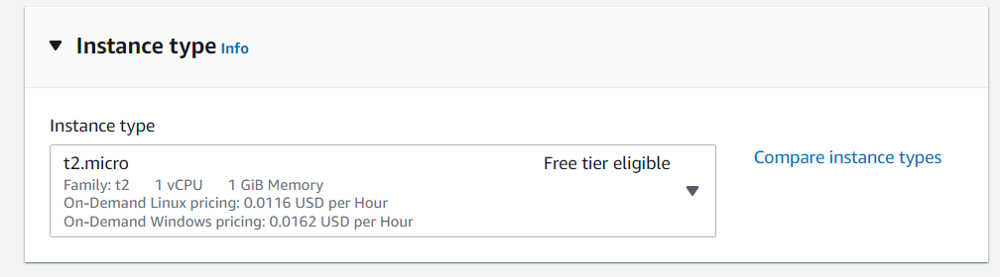 Instance type Info
Instance type
t2.micro Free tier eligible
Family: t2 1 vCPU 1 GiB Memory
On-Demand Linux pricing: 0.0116 USD per Hour
On-Demand Windows pricing: 0.0162 USD per Hour
Compare instance types